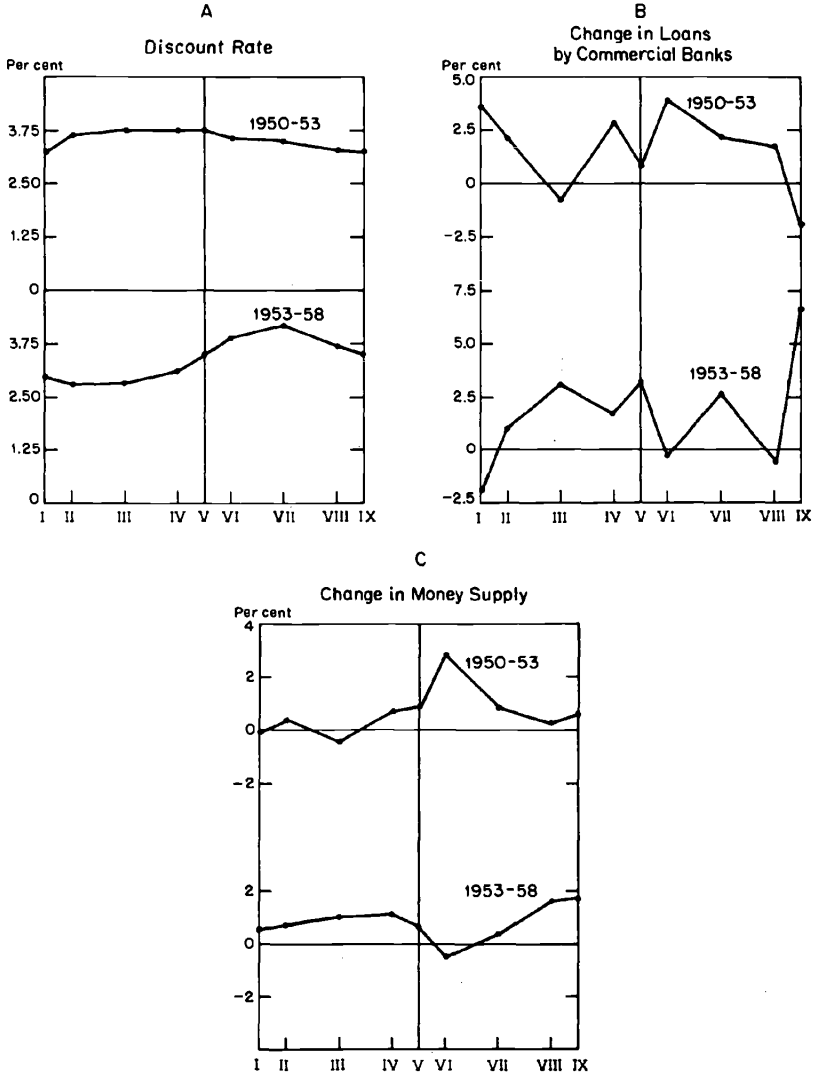 A
Discount Rate
Per cent
3.75
2.50
1.25
0
3.75
2.50
1.25
0
1950-53
1953-58
I II III IV V VI VII VIII IX
B
Change in Loans
by Commercial Banks
Per cent
5.0
2.5
0
-2.5
7.5
5.0
2.5
0
-2.5
1950-53
1953-58
I II III IV V VI VII VIII IX
C
Change in Money Supply
Per cent
4
2
0
-2
2
0
-2
1950-53
1953-58
I II III IV V VI VII VIII IX